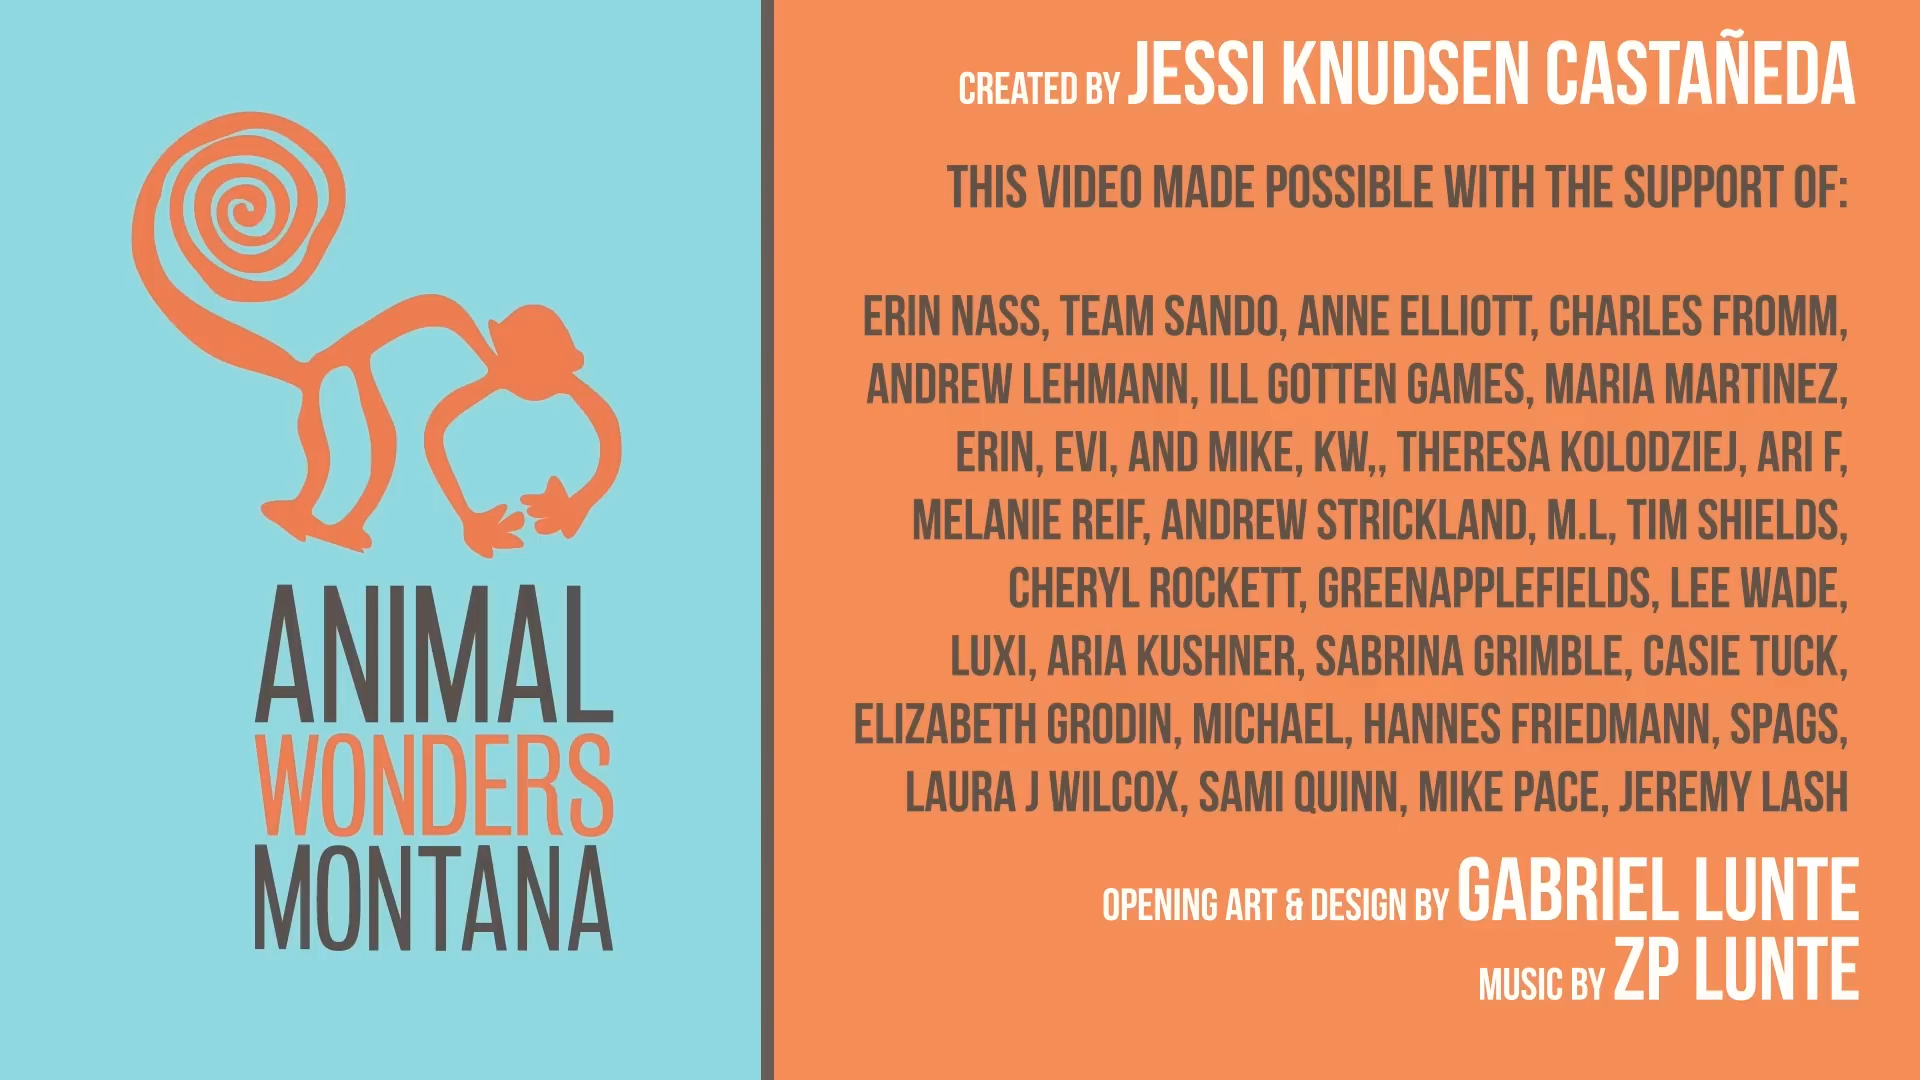 ANIMAL
WONDERS
MONTANA
CREATED BY JESSI KNUDSEN CASTAÑEDA
THIS VIDEO MADE POSSIBLE WITH THE SUPPORT OF:
ERIN NASS, TEAM SANDO, ANNE ELLIOTT, CHARLES FROMM,
ANDREW LEHMANN, ILL GOTTEN GAMES, MARIA MARTINEZ,
ERIN, EVI, AND MIKE, KW,, THERESA KOLODZIEJ, ARI F,
MELANIE REIF, ANDREW STRICKLAND, M.L, TIM SHIELDS,
CHERYL ROCKETT, GREENAPPLEFIELDS, LEE WADE,
LUXI, ARIA KUSHNER, SABRINA GRIMBLE, CASIE TUCK,
ELIZABETH GRODIN, MICHAEL, HANNES FRIEDMANN, SPAGS,
LAURA J WILCOX, SAMI QUINN, MIKE PACE, JEREMY LASH
OPENING ART & DESIGN BY GABRIEL LUNTE
MUSIC BY ZP LUNTE